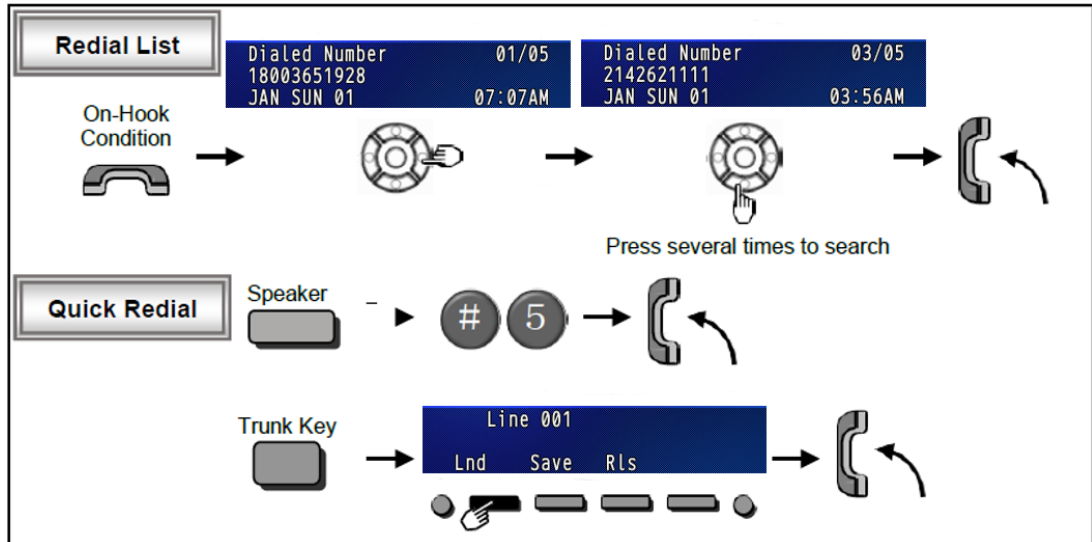 Redial List
Dialed Number 01/05
18003651928
JAN SUN 01 07:07AM
Dialed Number 03/05
2142621111
JAN SUN 01 03:56AM
On-Hook
Condition
Press several times to search
Quick Redial
Speaker
# 5
Trunk Key
Line 001
Lnd Save Rls